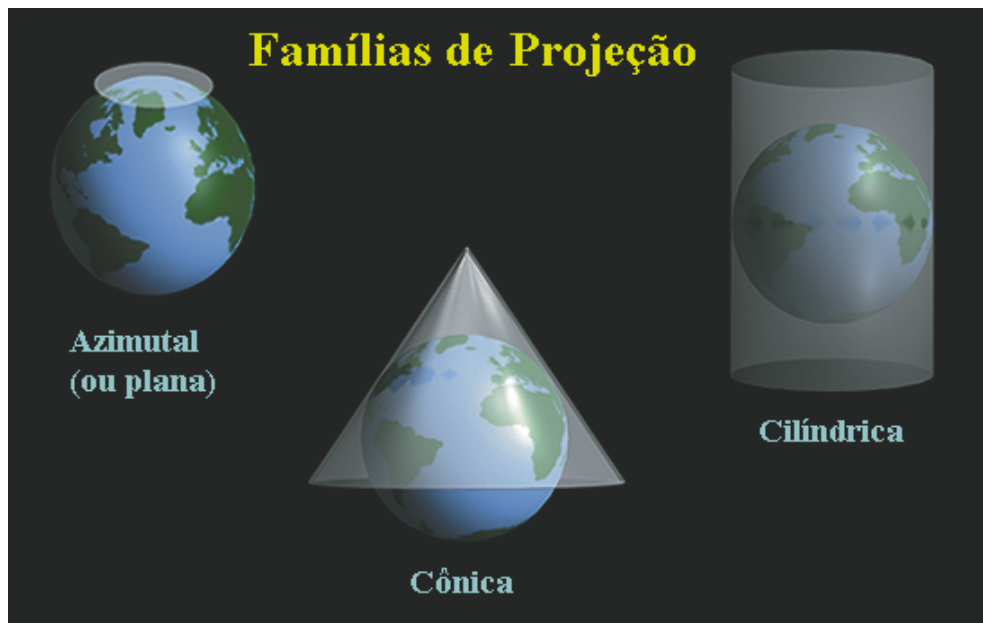 Famílias de Projeção
Azimutal
(ou plana)
Cilíndrica
Cônica